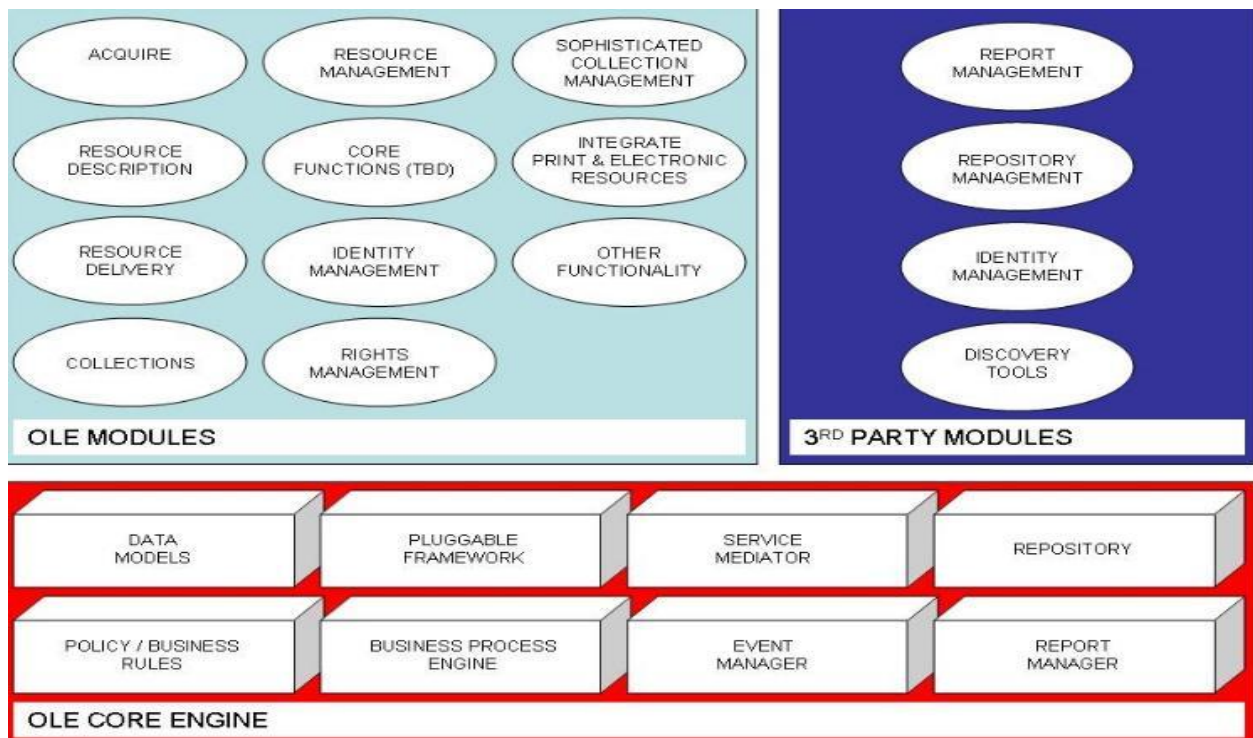 ACQUIRE
RESOURCE
MANAGEMENT
SOPHISTICATED
COLLECTION
MANAGEMENT
RESOURCE
DESCRIPTION
CORE
FUNCTIONS (TBD)
INTEGRATE
PRINT & ELECTRONIC
RESOURCES
RESOURCE
DELIVERY
IDENTITY
MANAGEMENT
OTHER
FUNCTIONALITY
COLLECTIONS
RIGHTS
MANAGEMENT
OLE MODULES
REPORT
MANAGEMENT
REPOSITORY
MANAGEMENT
IDENTITY
MANAGEMENT
DISCOVERY
TOOLS
3RD PARTY MODULES
DATA
MODELS
PLUGGABLE
FRAMEWORK
SERVICE
MEDIATOR
REPOSITORY
POLICY / BUSINESS
RULES
BUSINESS PROCESS
ENGINE
EVENT
MANAGER
REPORT
MANAGER
OLE CORE ENGINE